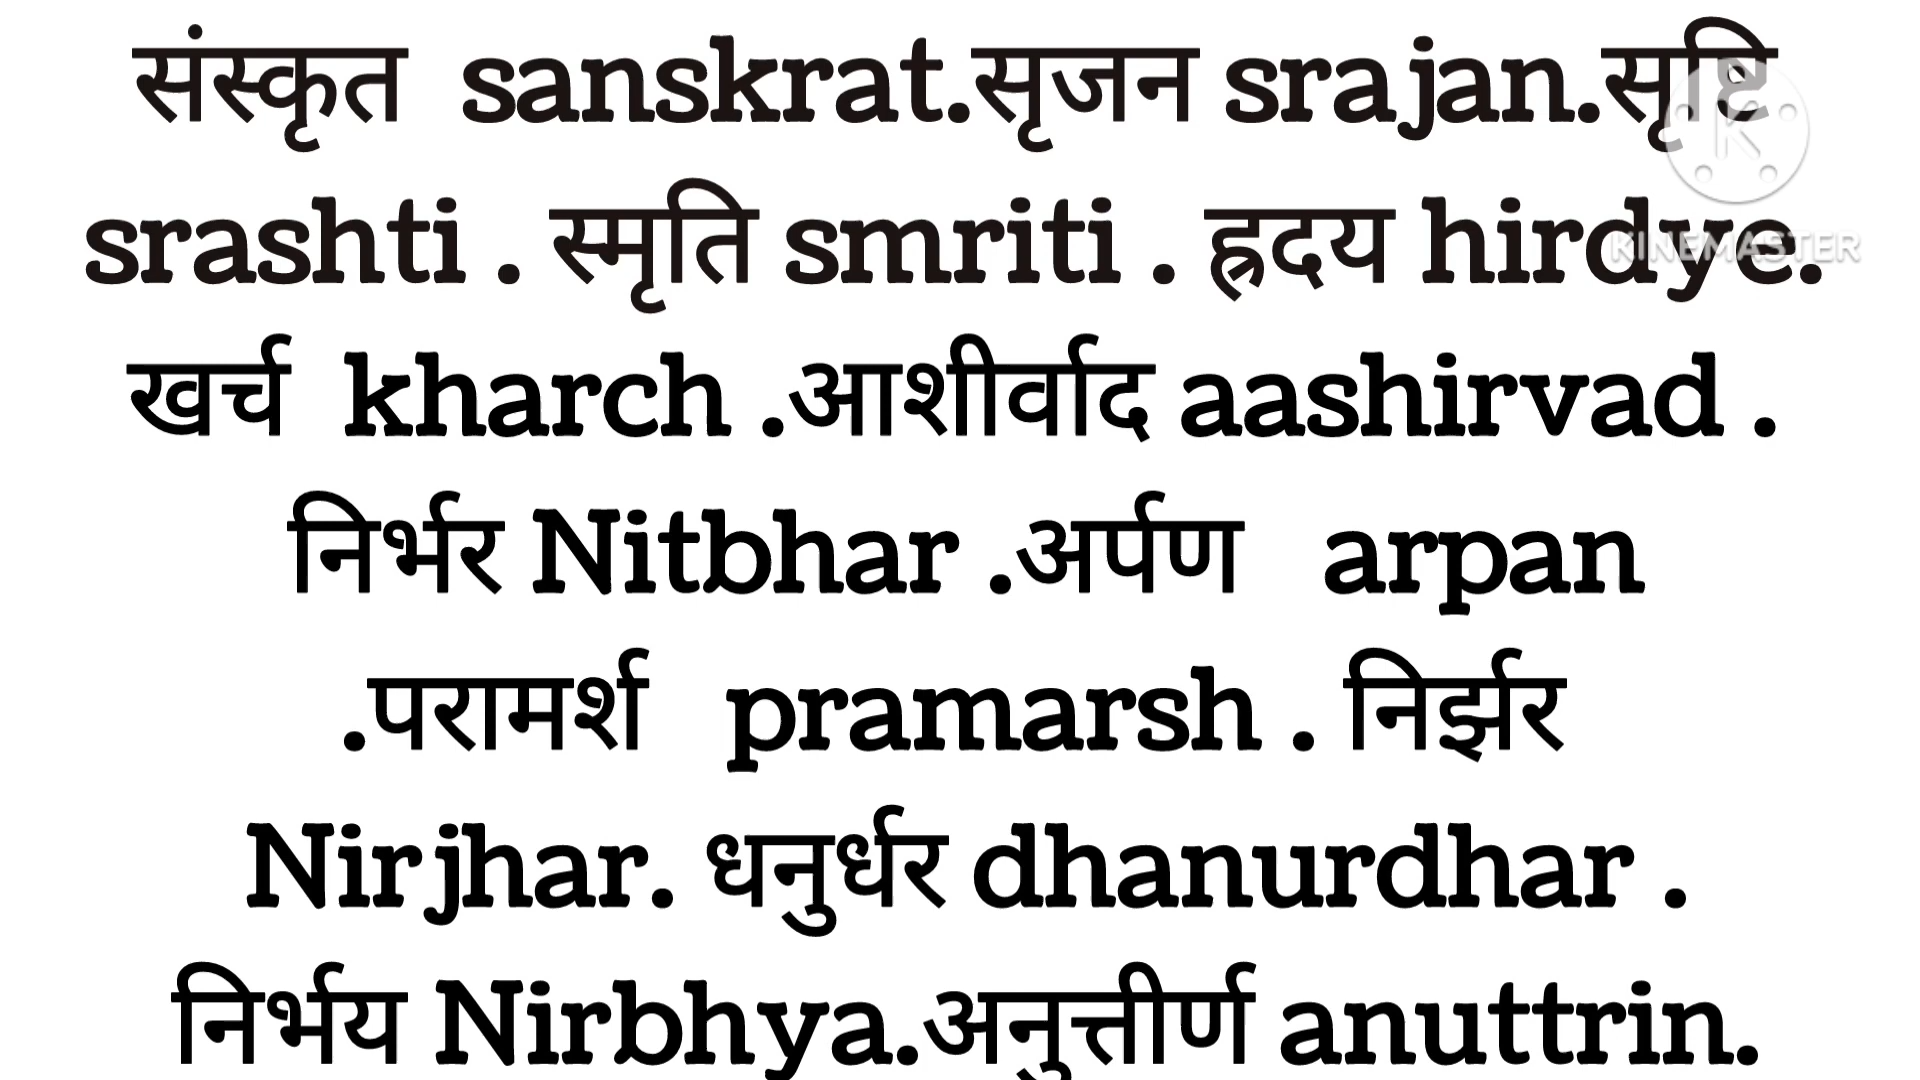 संस्कृत sanskrat.सृजन srajan.सृष्टि
srashti . स्मृति smriti . ह्रदय hirdye.
KINEMASTER
खर्च kharch .आशीर्वाद aashirvad .
निर्भर Nitbhar .अर्पण arpan
.परामर्श pramarsh . निर्झर
Nirjhar. धनुर्धर dhanurdhar .
निर्भय Nirbhya.अनुत्तीर्ण anuttrin.